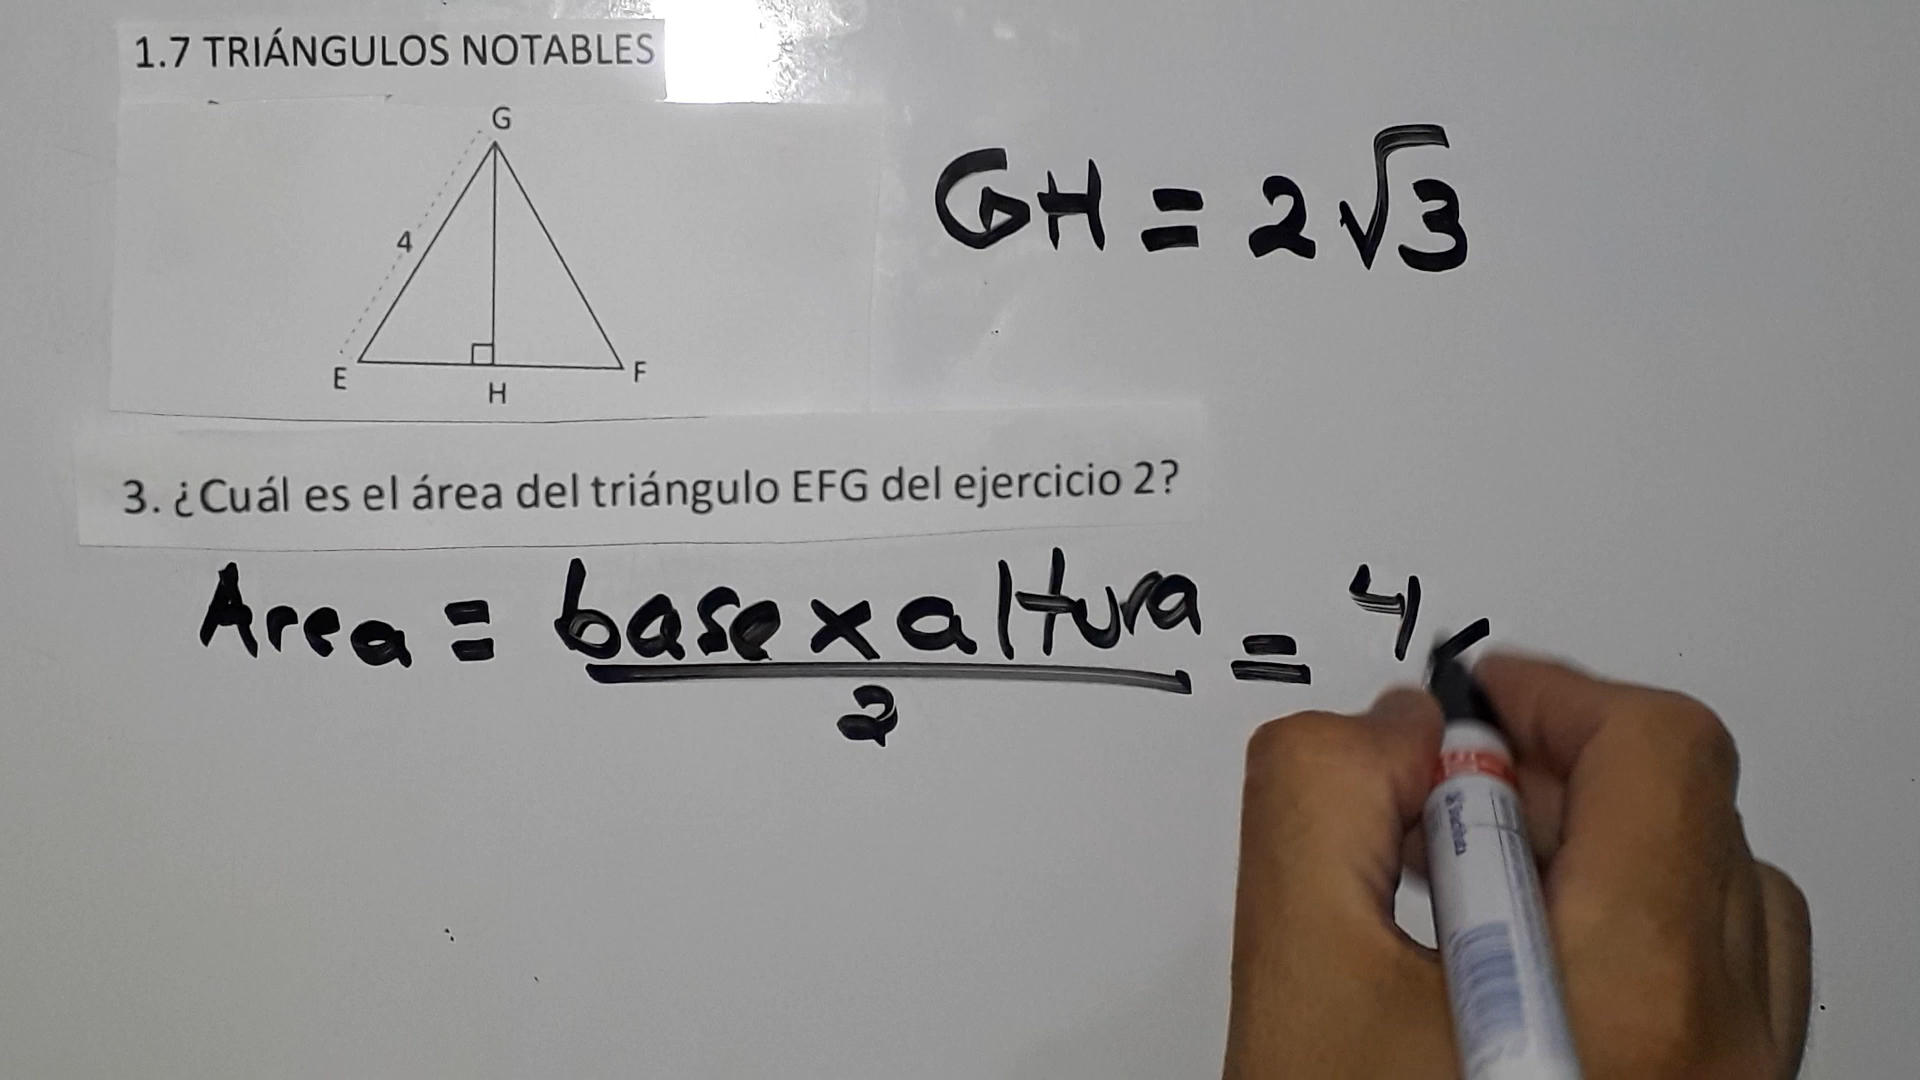 1.7 TRIÁNGULOS NOTABLES
G
4
E
H
F
GH = 2√3
3. ¿Cuál es el área del triángulo EFG del ejercicio 2?
Area = base x altura = 4
2